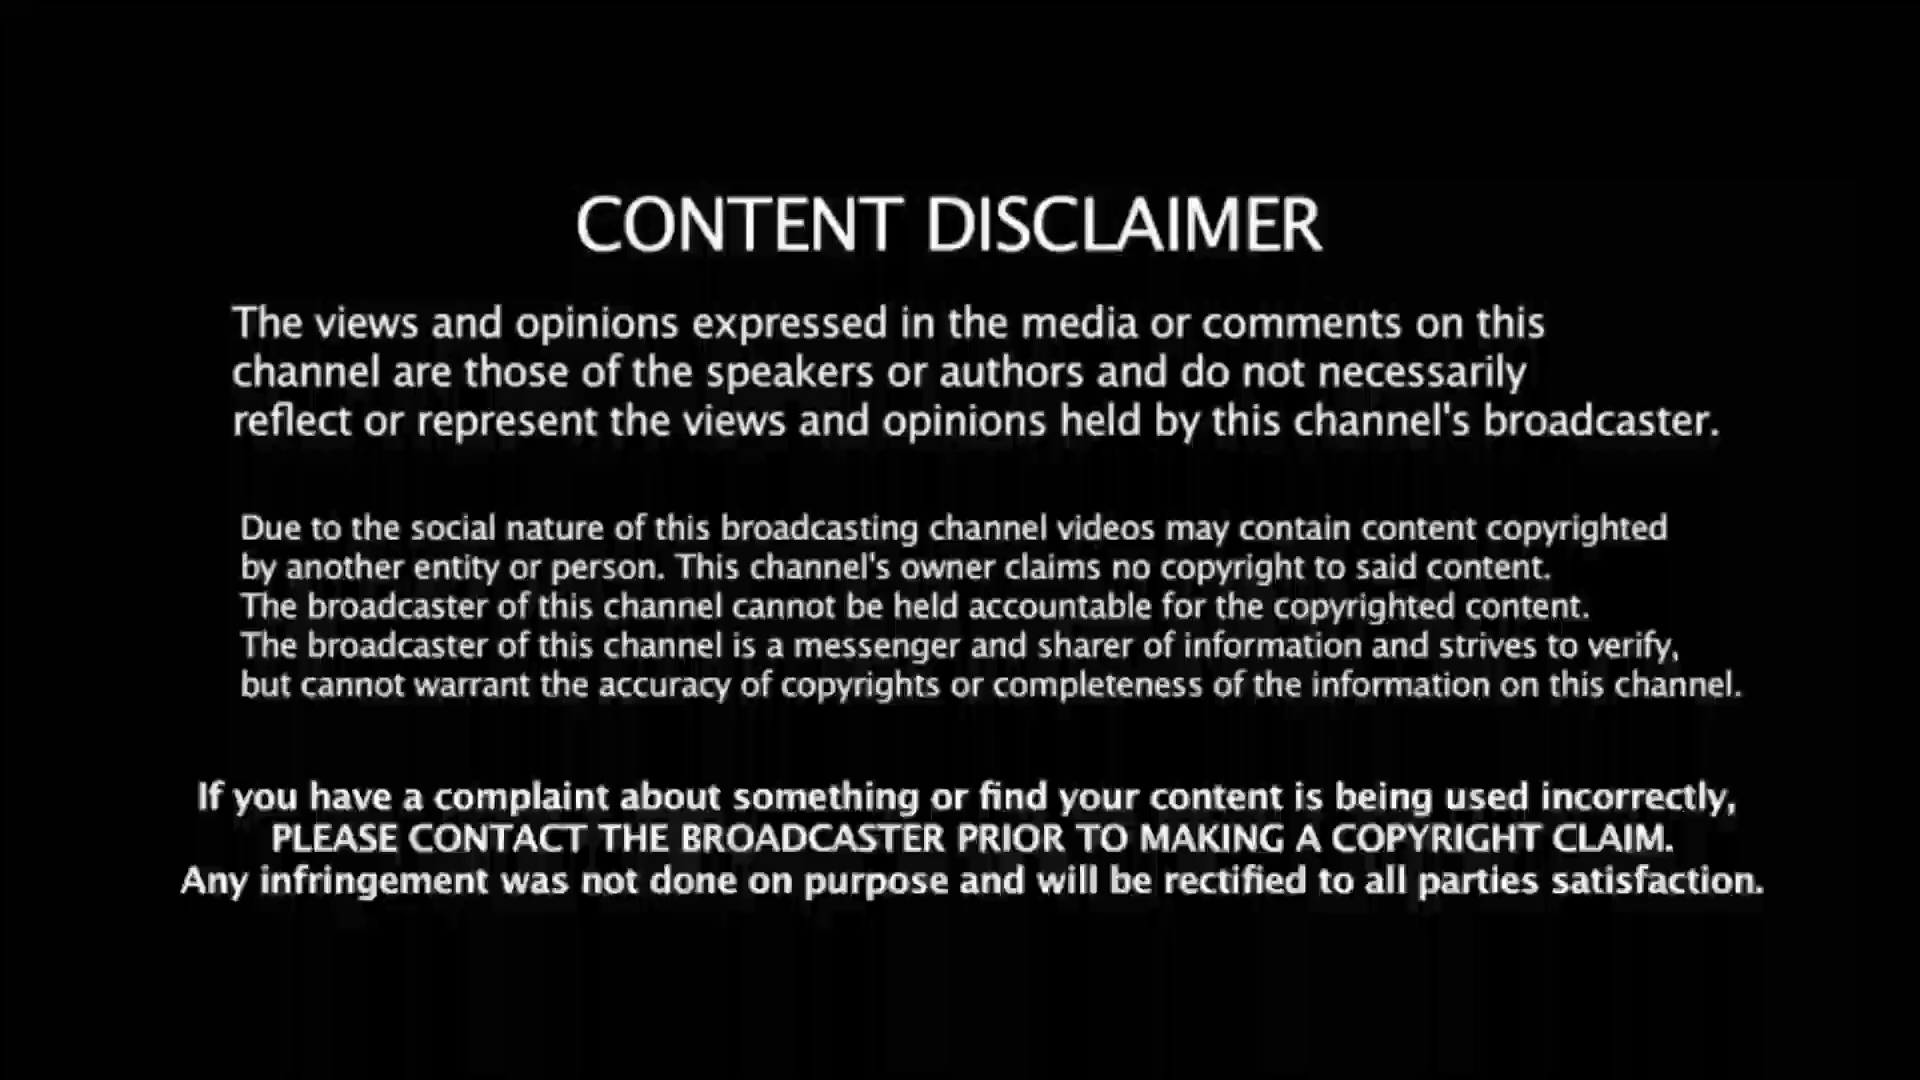 CONTENT DISCLAIMER
The views and opinions expressed in the media or comments on this
channel are those of the speakers or authors and do not necessarily
reflect or represent the views and opinions held by this channel's broadcaster.
Due to the social nature of this broadcasting channel videos may contain content copyrighted
by another entity or person. This channel's owner claims no copyright to said content.
The broadcaster of this channel cannot be held accountable for the copyrighted content.
The broadcaster of this channel is a messenger and sharer of information and strives to verify,
but cannot warrant the accuracy of copyrights or completeness of the information on this channel.
If you have a complaint about something or find your content is being used incorrectly,
PLEASE CONTACT THE BROADCASTER PRIOR TO MAKING A COPYRIGHT CLAIM.
Any infringement was not done on purpose and will be rectified to all parties satisfaction.